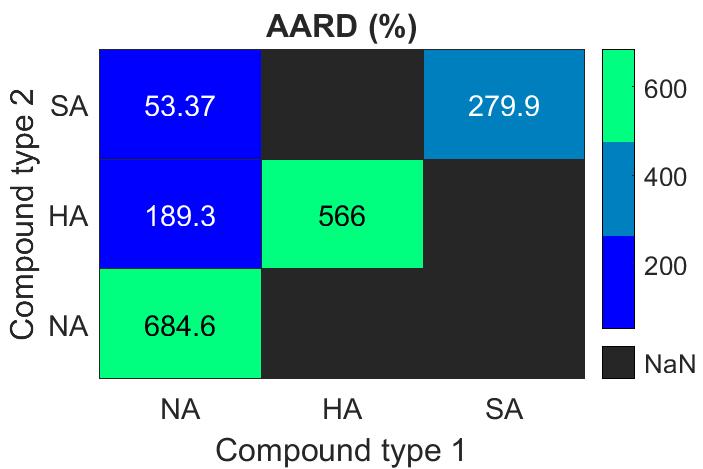 AARD (%)
Compound type 2
SA
53.37
279.9
HA
189.3
566
NA
684.6
NA
HA
SA
Compound type 1
600
400
200
NaN